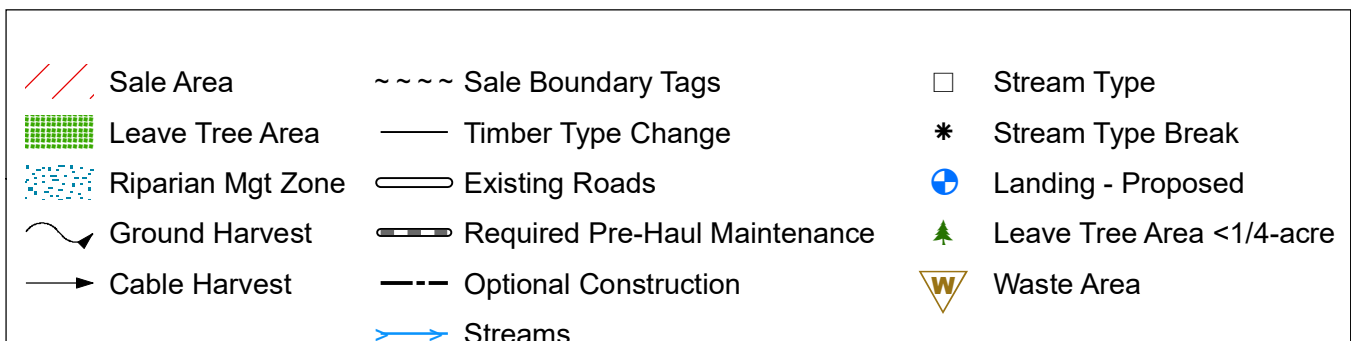 Sale Area
Leave Tree Area
Riparian Mgt Zone
Ground Harvest
Cable Harvest
~ ~ ~ ~ Sale Boundary Tags
Timber Type Change
Existing Roads
Required Pre-Haul Maintenance
Optional Construction
Streams
Stream Type
Stream Type Break
Landing - Proposed
Leave Tree Area <1/4-acre
W Waste Area